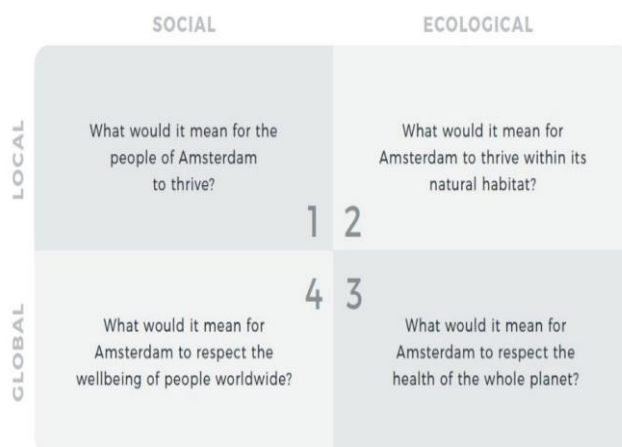 SOCIAL
ECOLOGICAL
LOCAL
What would it mean for the
people of Amsterdam
to thrive?
1
What would it mean for
Amsterdam to thrive within its
natural habitat?
2
GLOBAL
4
What would it mean for
Amsterdam to respect the
wellbeing of people worldwide?
3
What would it mean for
Amsterdam to respect the
health of the whole planet?